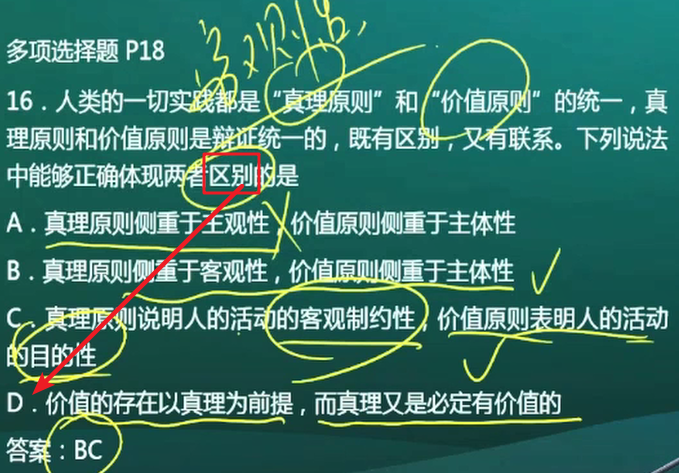 客观性
多项选择题 P18
16．人类的一切实践都是“真理原则”和“价值原则”的统一，真
理原则和价值原则是辩证统一的，既有区别，又有联系。下列说法
中能够正确体现两者区别的是
A．真理原则侧重于主观性，价值原则侧重于主体性
B．真理原则侧重于客观性，价值原则侧重于主体性
C．真理原则说明人的活动的客观制约性，价值原则表明人的活动
的目的性
D．价值的存在以真理为前提，而真理又是必定有价值的
答案：BC